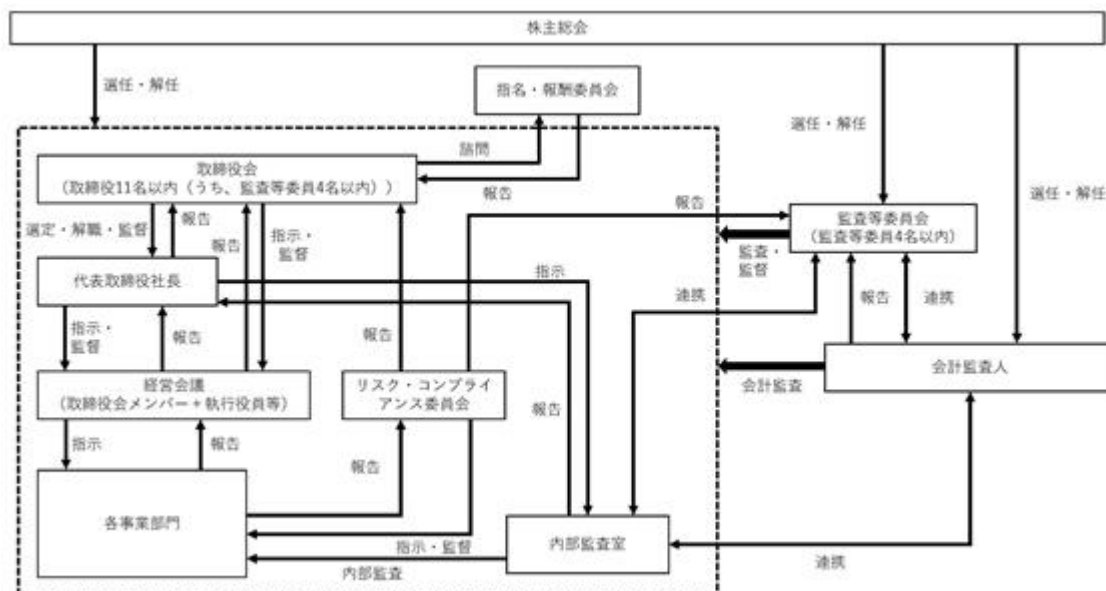 株主総会
選任・解任
指名・報酬委員会
選任・解任
諮問
取締役会
(取締役11名以内(うち、監査等委員4名以内))
報告
選任・解任
報告
監査等委員会
(監査等委員4名以内)
選定・解職・監督
報告
報告
指示・
監督
監査・
監督
代表取締役社長
指示
連携
報告
連携
指示・
監督
報告
報告
会計監査人
経営会議
(取締役会メンバー+執行役員等)
リスク・コンプライ
アンス委員会
会計監査
報告
指示
報告
報告
各事業部門
内部監査室
指示・監督
内部監査
連携